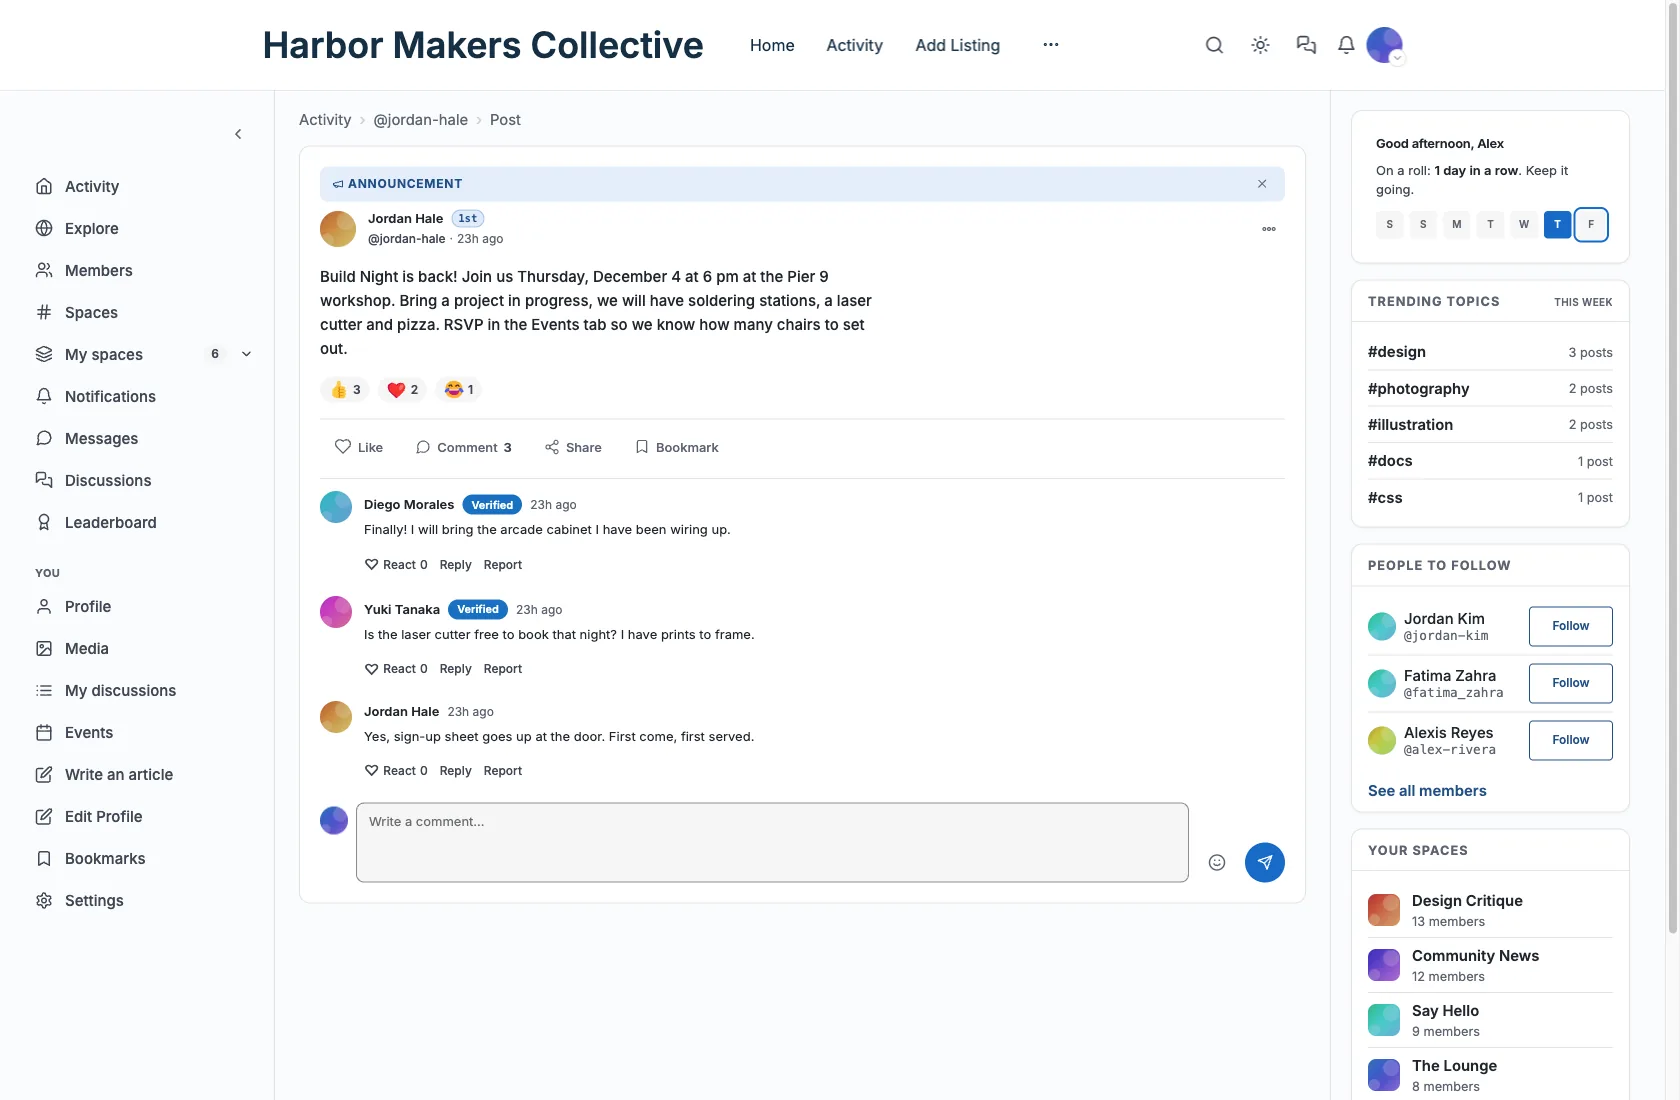 Harbor Makers Collective
Home
Activity
Add Listing
Activity
Explore
Members
Spaces
My spaces 6
Notifications
Messages
Discussions
Leaderboard
YOU
Profile
Media
My discussions
Events
Write an article
Edit Profile
Bookmarks
Settings
Activity > @jordan-hale > Post
ANNOUNCEMENT
Jordan Hale 1st
@jordan-hale · 23h ago
Build Night is back! Join us Thursday, December 4 at 6 pm at the Pier 9
workshop. Bring a project in progress, we will have soldering stations, a laser
cutter and pizza. RSVP in the Events tab so we know how many chairs to set
out.
👍 3 ❤️ 2 😂 1
Like Comment 3 Share Bookmark
Diego Morales Verified 23h ago
Finally! I will bring the arcade cabinet I have been wiring up.
React 0 Reply Report
Yuki Tanaka Verified 23h ago
Is the laser cutter free to book that night? I have prints to frame.
React 0 Reply Report
Jordan Hale 23h ago
Yes, sign-up sheet goes up at the door. First come, first served.
React 0 Reply Report
Write a comment...
Good afternoon, Alex
On a roll: 1 day in a row. Keep it
going.
S S M T W T F
TRENDING TOPICS THIS WEEK
#design 3 posts
#photography 2 posts
#illustration 2 posts
#docs 1 post
#css 1 post
PEOPLE TO FOLLOW
Jordan Kim
@jordan-kim
Follow
Fatima Zahra
@fatima_zahra
Follow
Alexis Reyes
@alex-rivera
Follow
See all members
YOUR SPACES
Design Critique
13 members
Community News
12 members
Say Hello
9 members
The Lounge
8 members